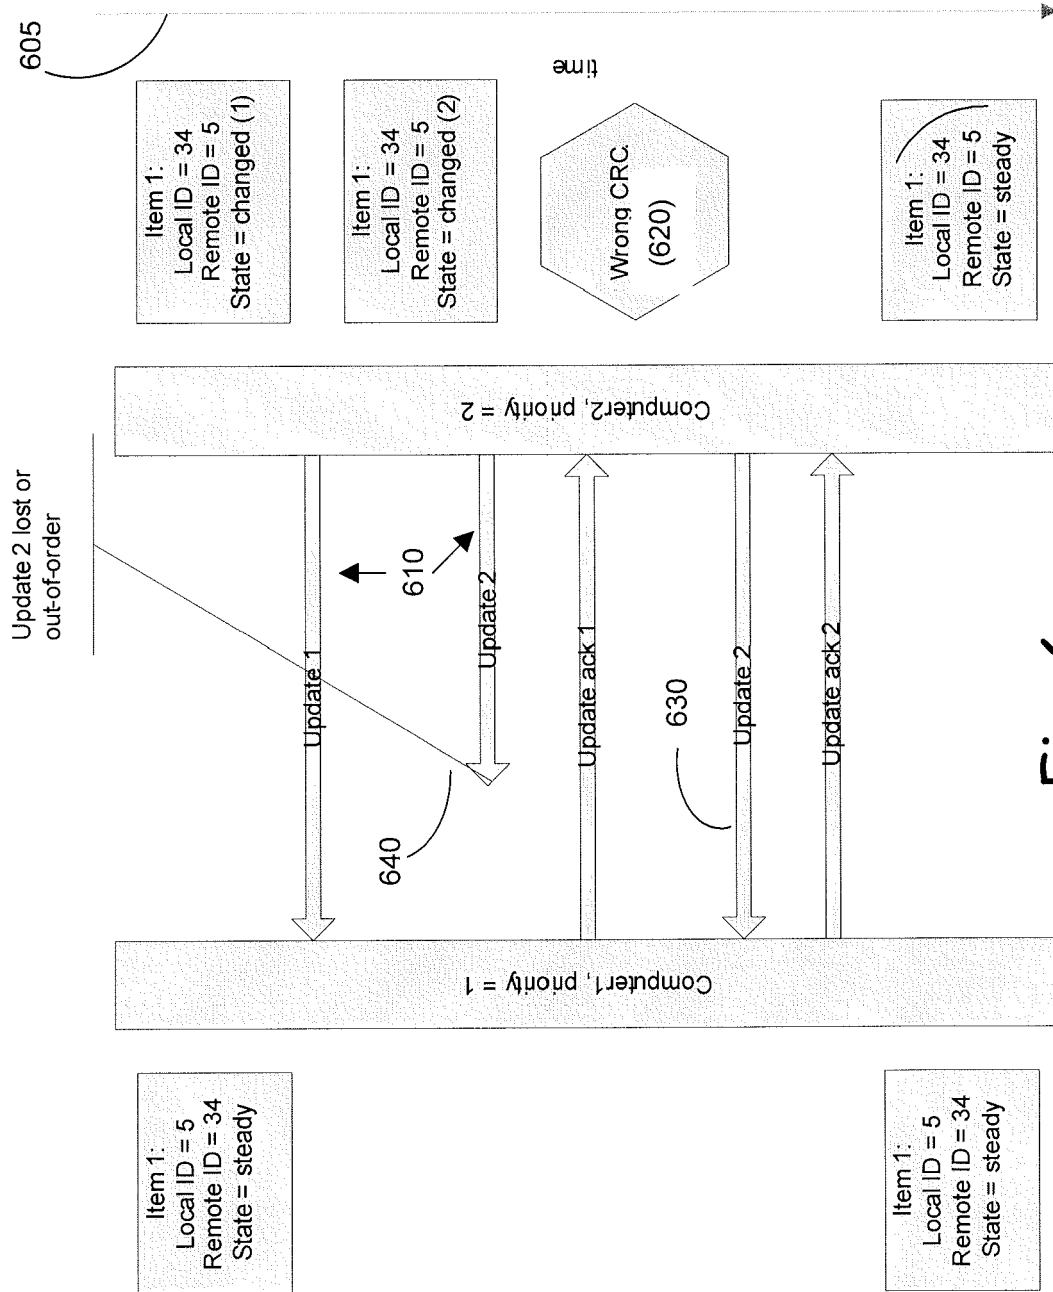 605
Item 1:
Local ID = 34
Remote ID = 5
State = changed (1)
Item 1:
Local ID = 34
Remote ID = 5
State = changed (2)
time
Wrong CRC.
(620)
Item 1:
Local ID = 34
Remote ID = 5
State = steady
Computer2, priority = 2
Update 2 lost or
out-of-order
Update 1
610
Update 2
640
Update ack 1
630
Update 2
Update ack 2
Computer1, priority = 1
Item 1:
Local ID = 5
Remote ID = 34
State = steady
Item 1:
Local ID = 5
Remote ID = 34
State = steady